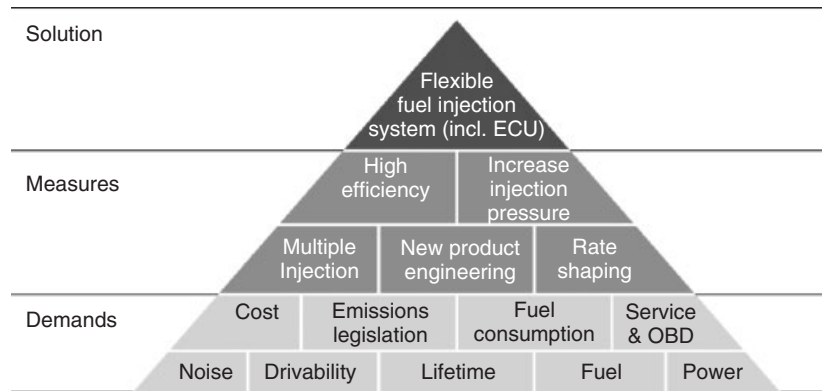 Solution
Flexible
fuel injection
system (incl. ECU)
Measures
High
efficiency
Increase
injection
pressure
Multiple
Injection
New product
engineering
Rate
shaping
Demands
Cost
Emissions
legislation
Fuel
consumption
Service
& OBD
Noise
Drivability
Lifetime
Fuel
Power